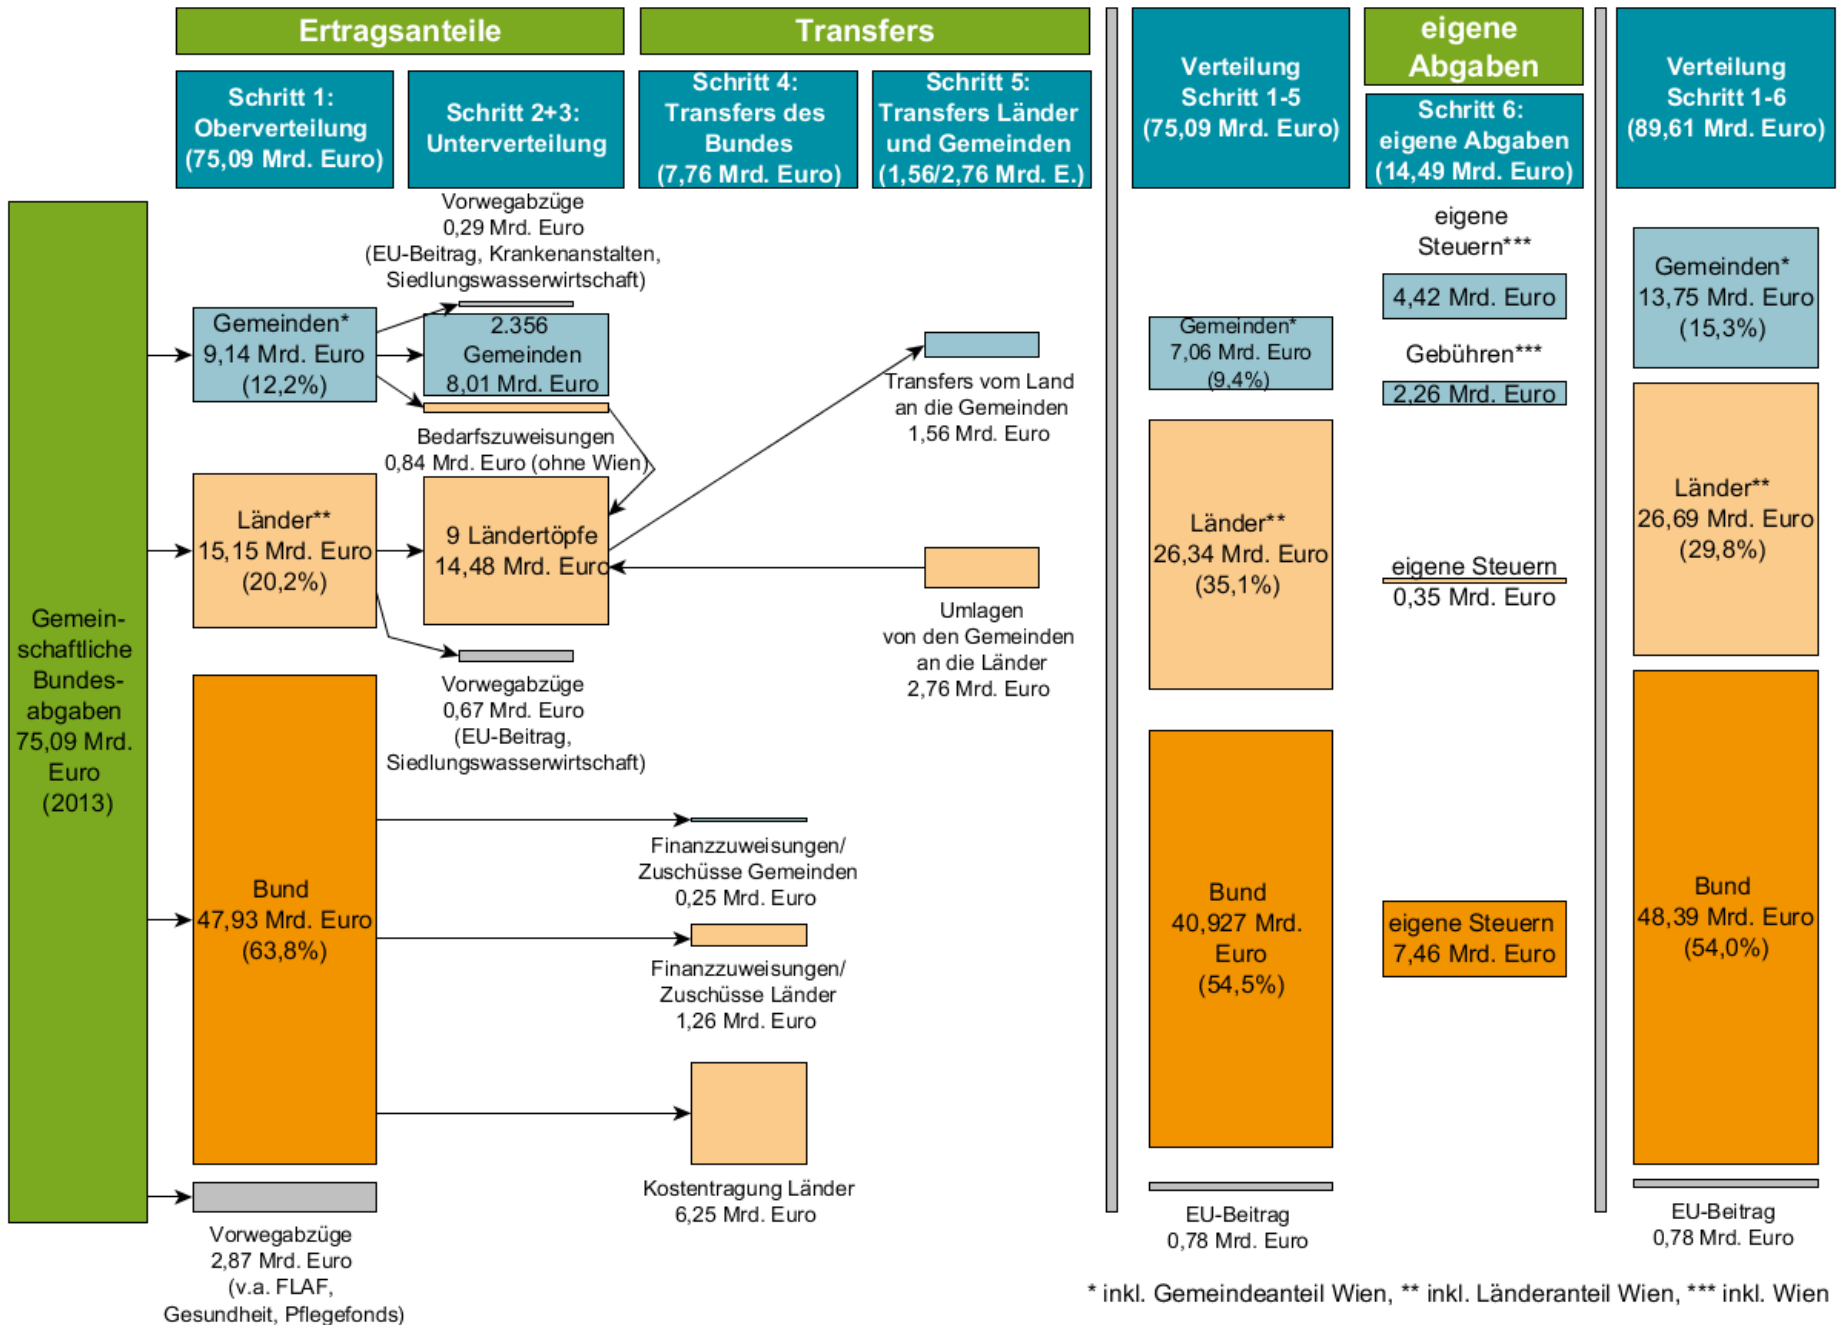 Ertragsanteile
Transfers
eigene
Abgaben
Schritt 1:
Oberverteilung
(75,09 Mrd. Euro)
Schritt 2+3:
Unterverteilung
Schritt 4:
Transfers des
Bundes
(7,76 Mrd. Euro)
Schritt 5:
Transfers Länder
und Gemeinden
(1,56/2,76 Mrd. E.)
Verteilung
Schritt 1-5
(75,09 Mrd. Euro)
Schritt 6:
eigene Abgaben
(14,49 Mrd. Euro)
Verteilung
Schritt 1-6
(89,61 Mrd. Euro)
Gemein-
schaftliche
Bundes-
abgaben
75,09 Mrd.
Euro
(2013)
Gemeinden*
9,14 Mrd. Euro
(12,2%)
Länder**
15,15 Mrd. Euro
(20,2%)
Bund
47,93 Mrd. Euro
(63,8%)
Vorwegabzüge
2,87 Mrd. Euro
(v.a. FLAF,
Gesundheit, Pflegefonds)
Vorwegabzüge
0,29 Mrd. Euro
(EU-Beitrag, Krankenanstalten,
Siedlungswasserwirtschaft)
2.356
Gemeinden
8,01 Mrd. Euro
Bedarfszuweisungen
0,84 Mrd. Euro (ohne Wien)
9 Ländertöpfe
14,48 Mrd. Euro
Vorwegabzüge
0,67 Mrd. Euro
(EU-Beitrag,
Siedlungswasserwirtschaft)
Finanzzuweisungen/
Zuschüsse Gemeinden
0,25 Mrd. Euro
Finanzzuweisungen/
Zuschüsse Länder
1,26 Mrd. Euro
Kostentragung Länder
6,25 Mrd. Euro
Transfers vom Land
an die Gemeinden
1,56 Mrd. Euro
Umlagen
von den Gemeinden
an die Länder
2,76 Mrd. Euro
Gemeinden*
7,06 Mrd. Euro
(9,4%)
Länder**
26,34 Mrd. Euro
(35,1%)
Bund
40,927 Mrd.
Euro
(54,5%)
EU-Beitrag
0,78 Mrd. Euro
eigene
Steuern***
4,42 Mrd. Euro
Gebühren***
2,26 Mrd. Euro
eigene Steuern
0,35 Mrd. Euro
eigene Steuern
7,46 Mrd. Euro
Gemeinden*
13,75 Mrd. Euro
(15,3%)
Länder**
26,69 Mrd. Euro
(29,8%)
Bund
48,39 Mrd. Euro
(54,0%)
EU-Beitrag
0,78 Mrd. Euro
* inkl. Gemeindeanteil Wien, ** inkl. Länderanteil Wien, *** inkl. Wien